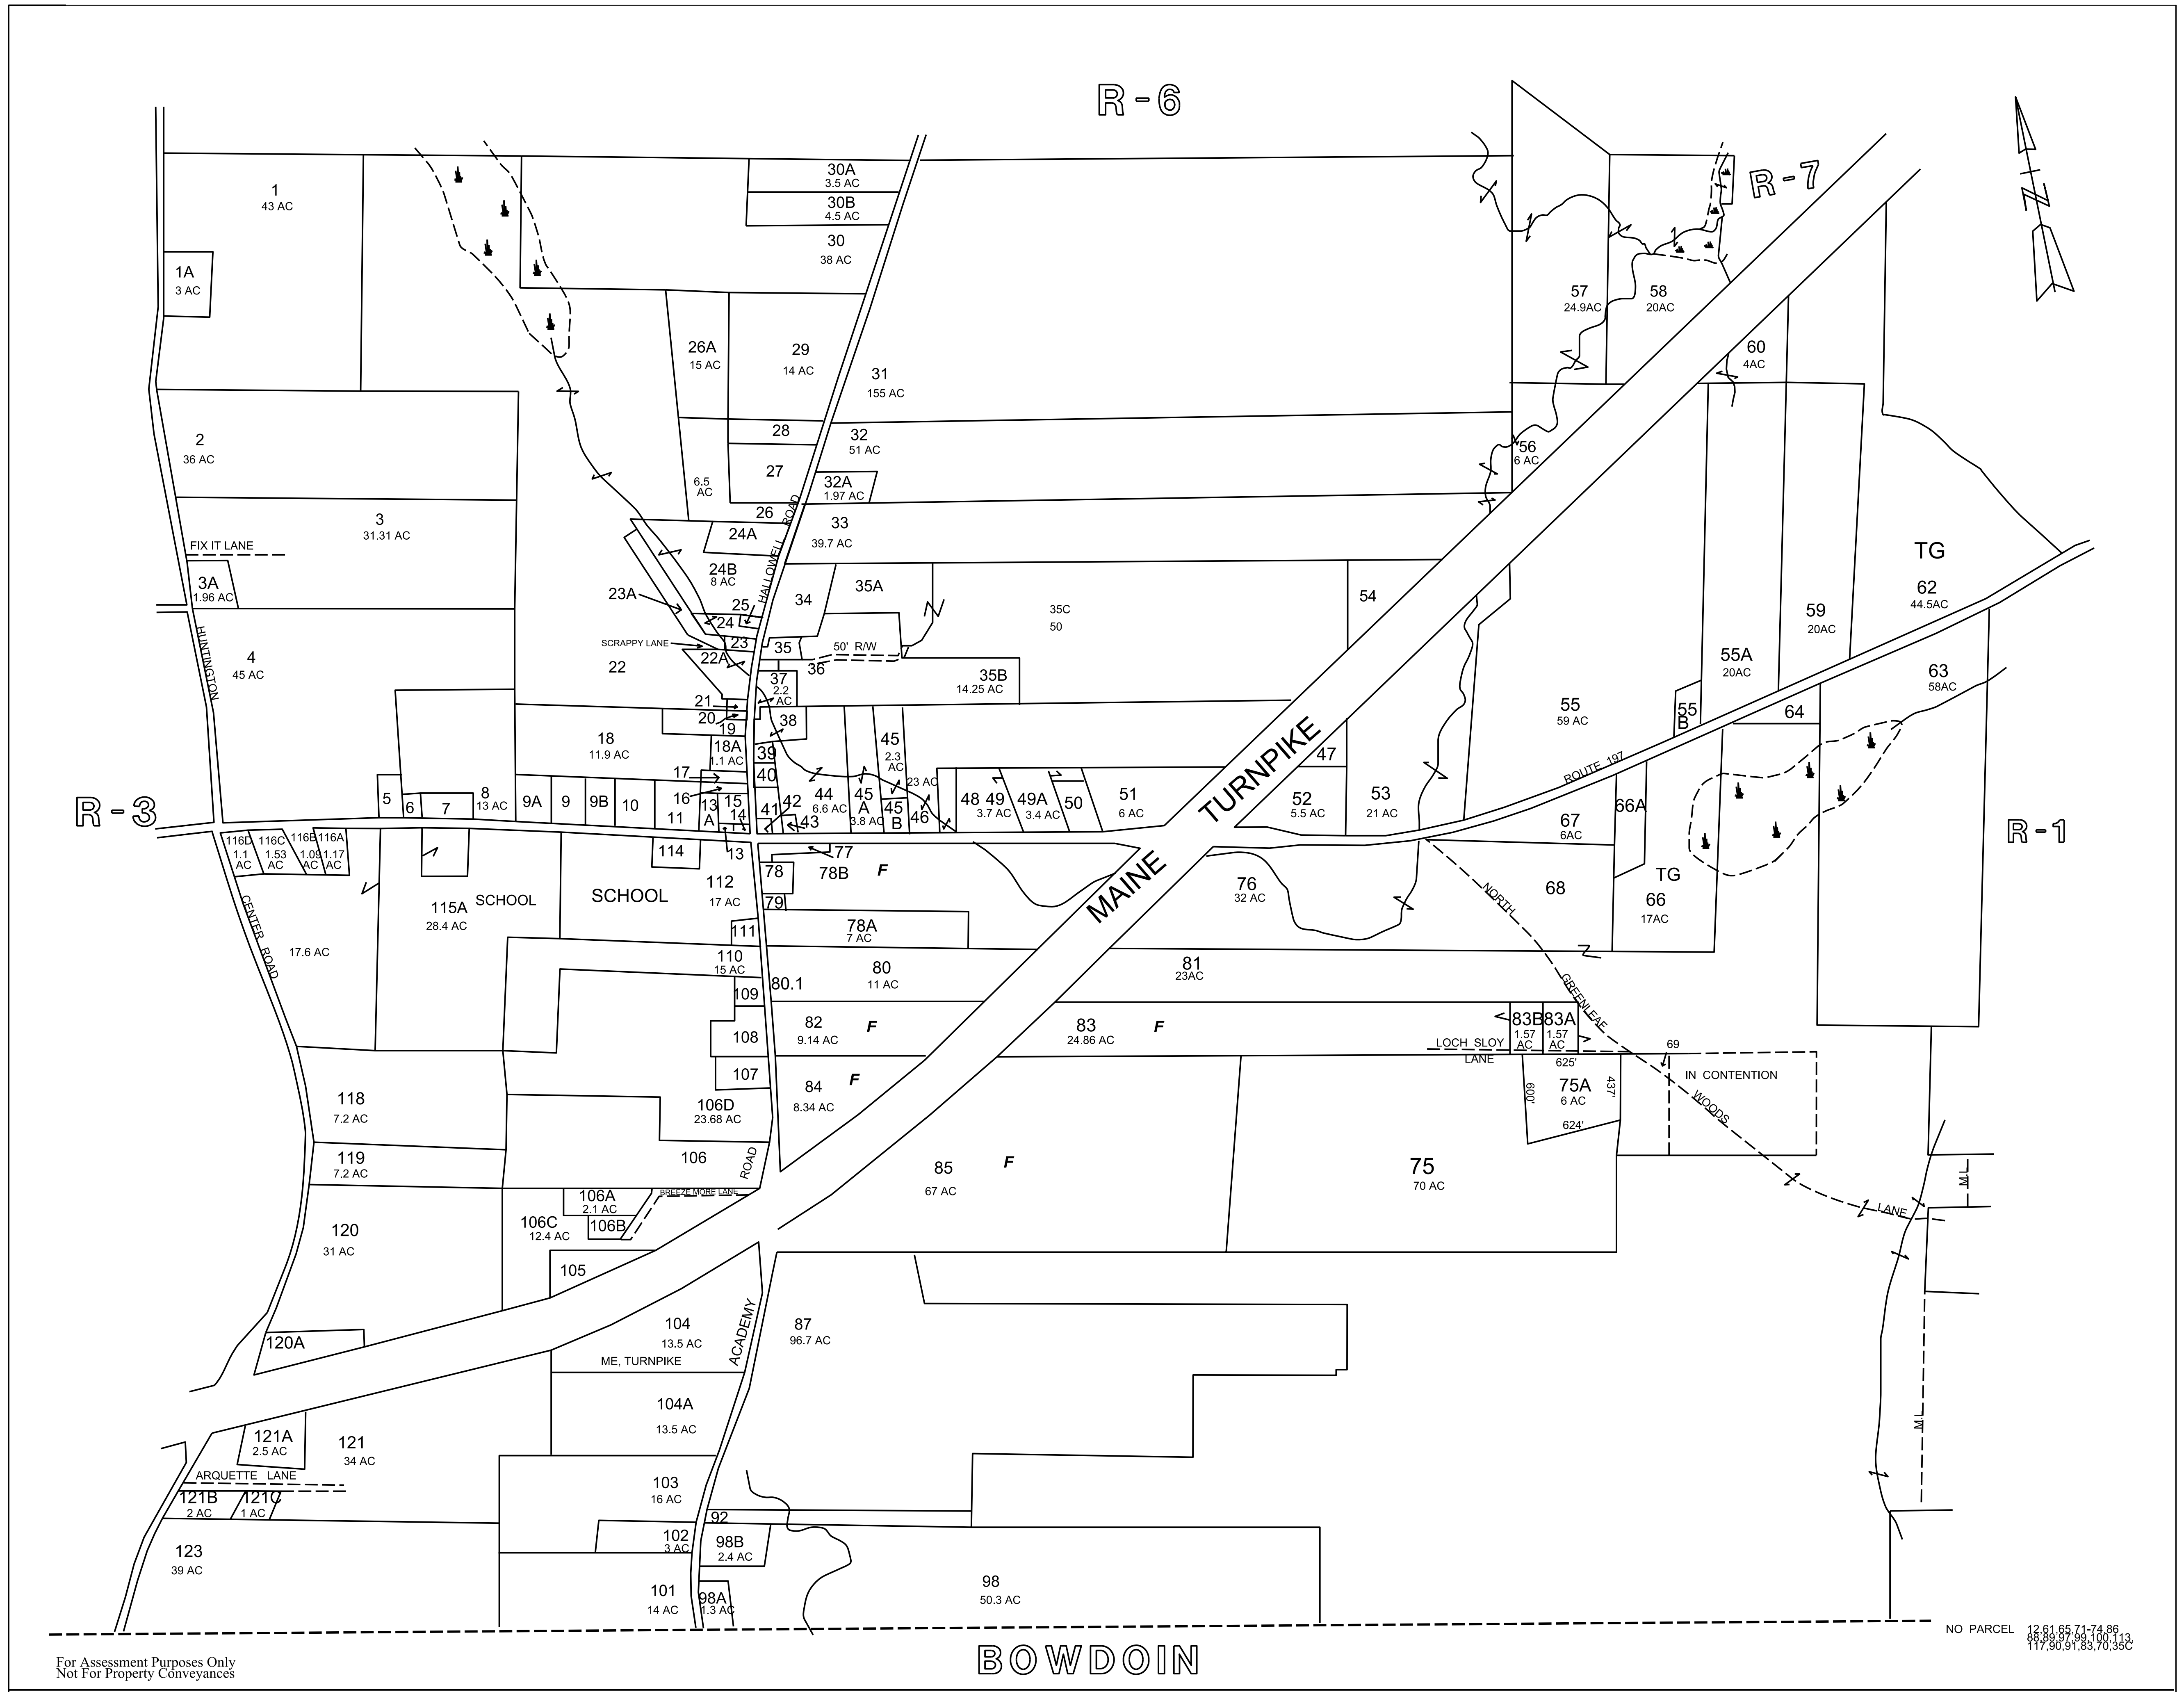 R-6
R-7
30A
3.5 AC
30B
4.5 AC
30
38 AC
1
43 AC
1A
3 AC
57
24.9AC
58
20AC
60
4AC
26A
15 AC
29
14 AC
31
155 AC
28
32
51 AC
2
36 AC
27
32A
1.97 AC
6.5
AC
56
6 AC
26
33
39.7 AC
3
31.31 AC
24A
FIX IT LANE
HALLOWELL ROAD
24B
8 AC
3A
1.96 AC
23A
25
34
35A
35C
50
54
TG
62
44.5AC
59
20AC
24
23
SCRAPPY LANE
35
50' R/W
22A
36
22
4
45 AC
HUNTINGTON
37
2.2
AC
35B
14.25 AC
55A
20AC
63
58AC
55
59 AC
55
B
64
21
20
19
38
18
11.9 AC
18A
1.1 AC
39
45
2.3
AC
47
TURNPIKE
ROUTE 197
17
40
23 AC
R-3
5
6
7
8
13 AC
9A
9
9B
10
11
16
13
A
15
14
41
42
43
44
6.6 AC
45
A
3.8 AC
45
B
46
48
49
3.7 AC
49A
3.4 AC
50
51
6 AC
52
5.5 AC
53
21 AC
67
6AC
66A
R-1
116D
1.1
AC
116C
1.53
AC
116B
1.09
AC
116A
1.17
AC
114
13
77
78
78B
F
MAINE
76
32 AC
NORTH
68
TG
66
17AC
115A
28.4 AC
SCHOOL
SCHOOL
112
17 AC
79
78A
7 AC
CENTER ROAD
17.6 AC
111
110
15 AC
80
11 AC
81
23AC
80.1
109
GREENLEAF
82
9.14 AC
F
83
24.86 AC
F
83B
1.57
AC
83A
1.57
AC
108
LOCH SLOY
LANE
69
625'
IN CONTENTION
107
84
8.34 AC
F
600'
75A
6 AC
437'
624'
WOODS
118
7.2 AC
106D
23.68 AC
119
7.2 AC
106
ROAD
85
67 AC
F
75
70 AC
M.L.
BREEZE MORE LANE
106A
2.1 AC
106B
106C
12.4 AC
LANE
120
31 AC
105
120A
104
13.5 AC
ME, TURNPIKE
ACADEMY
87
96.7 AC
104A
13.5 AC
M.L.
121A
2.5 AC
121
34 AC
ARQUETTE LANE
121B
2 AC
121C
1 AC
103
16 AC
92
102
3 AC
98B
2.4 AC
123
39 AC
101
14 AC
98A
1.3 AC
98
50.3 AC
NO PARCEL 12,61,65,71-74,86
88,89,97,99,100,113,
117,90,91,83,70,35C
BOWDOIN
For Assessment Purposes Only
Not For Property Conveyances